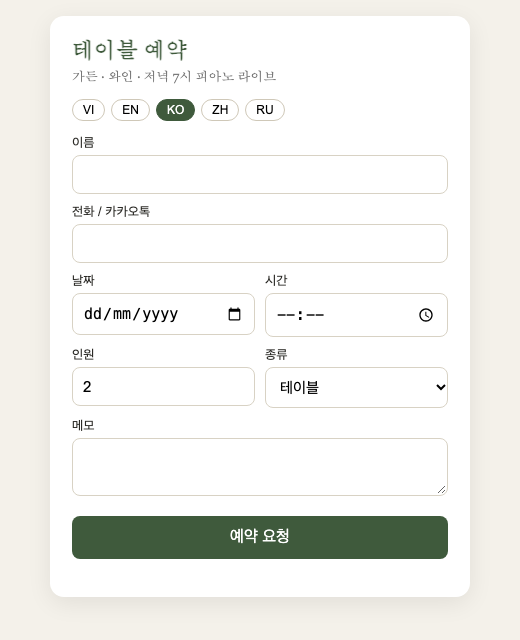 테이블 예약
가든 · 와인 · 저녁 7시 피아노 라이브
VI EN KO ZH RU
이름
전화 / 카카오톡
날짜 시간
dd/mm/yyyy --:--
인원 종류
2 테이블
메모
예약 요청